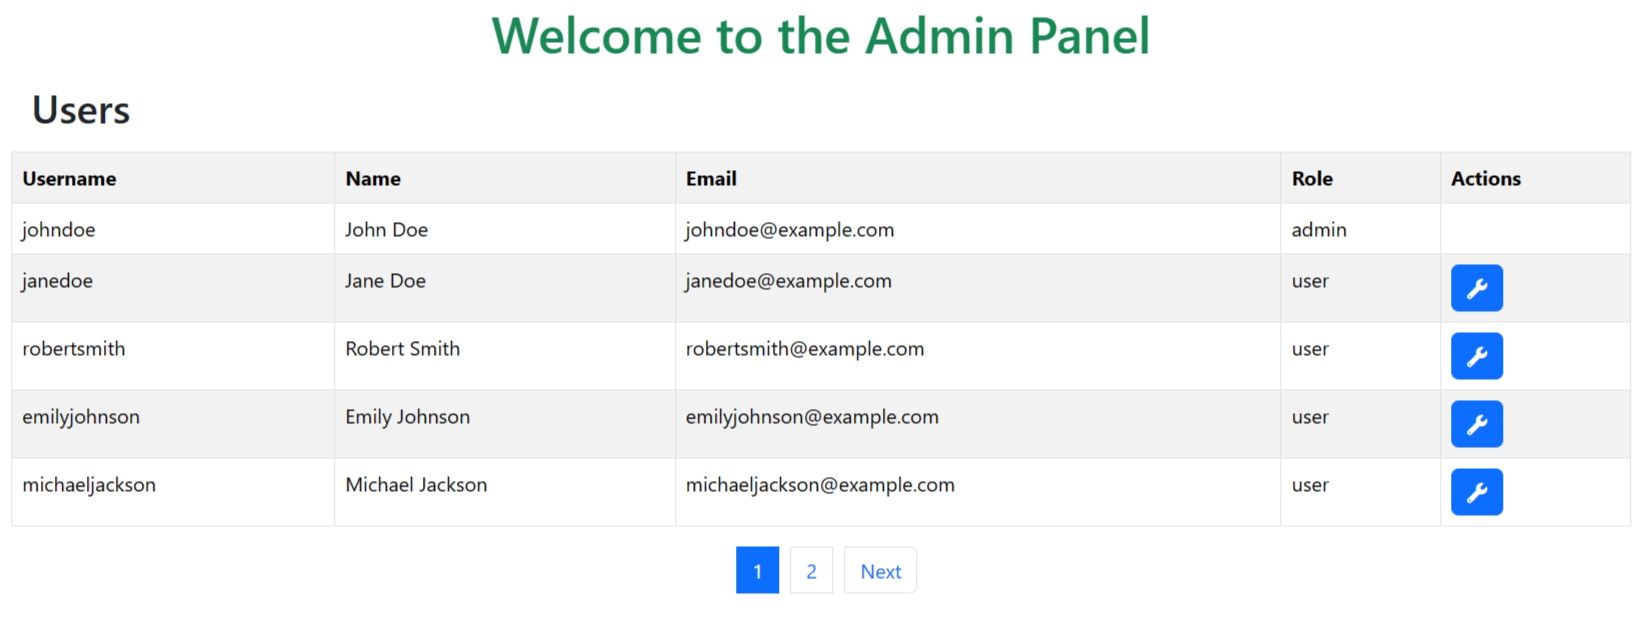 Welcome to the Admin Panel
Users
Username Name Email Role Actions
johndoe John Doe johndoe@example.com admin
janedoe Jane Doe janedoe@example.com user
robertsmith Robert Smith robertsmith@example.com user
emilyjohnson Emily Johnson emilyjohnson@example.com user
michaeljackson Michael Jackson michaeljackson@example.com user
1 2 Next